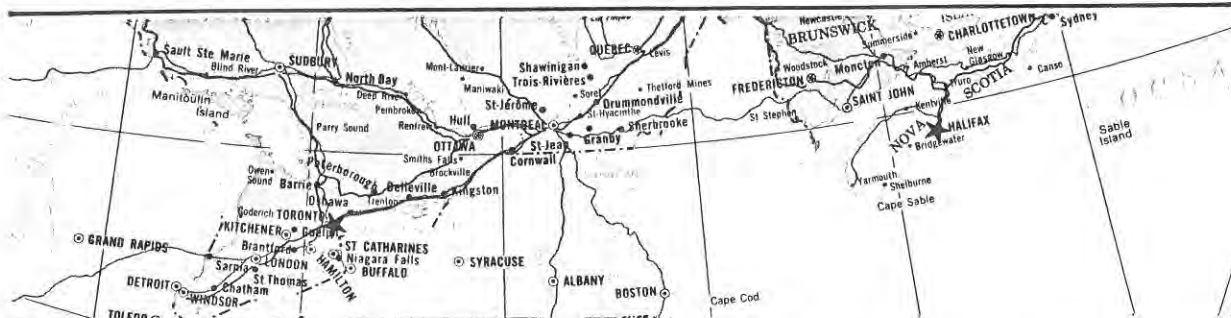 Newcastle
BRUNSWICK
Summerside
CHARLOTTETOWN
Sydney
QUEBEC
Levis
Sault Ste Marie
Blind River
SUDBURY
North Bay
Mont-Laurier
Maniwaki
Shawinigan
Trois-Rivières
Sorel
Thetford Mines
Woodstock
FREDERICTON
Moncton
Amherst
New
Glasgow
Truro
Canso
Manitoulin
Island
Deep River
Pembroke
Renfrew
Hull
St-Jérôme
MONTREAL
St-Hyacinthe
Drummondville
St Stephen
SAINT JOHN
Kentville
NOVA SCOTIA
HALIFAX
Bridgewater
Sable
Island
Parry Sound
OTTAWA
Smiths Falls
Brockville
Cornwall
St-Jean
Granby
Sherbrooke
Yarmouth
Shelburne
Cape Sable
Owen
Sound
Barrie
Peterborough
Oshawa
Trenton
Belleville
Kingston
Goderich
TORONTO
KITCHENER
Guelph
GRAND RAPIDS
Brantford
ST CATHARINES
Niagara Falls
BUFFALO
HAMILTON
SYRACUSE
ALBANY
BOSTON
Cape Cod
Sarnia
LONDON
St Thomas
DETROIT
WINDSOR
Chatham
TOLEDO